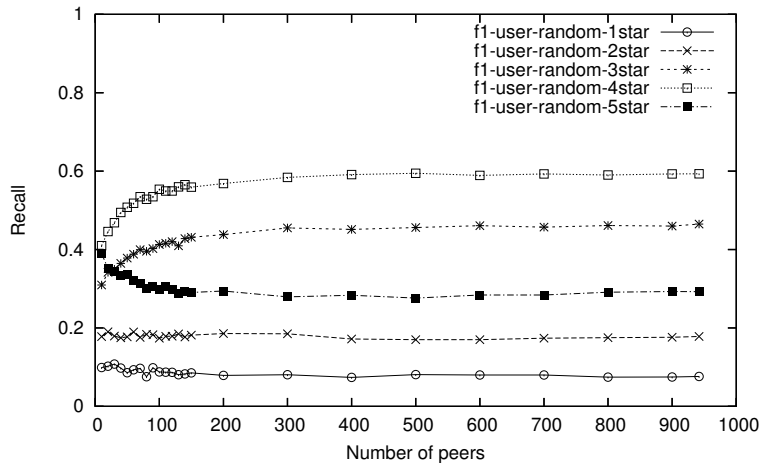 f1-user-random-1star
f1-user-random-2star
f1-user-random-3star
f1-user-random-4star
f1-user-random-5star
1
0.8
0.6
0.4
0.2
0
Recall
0 100 200 300 400 500 600 700 800 900 1000
Number of peers